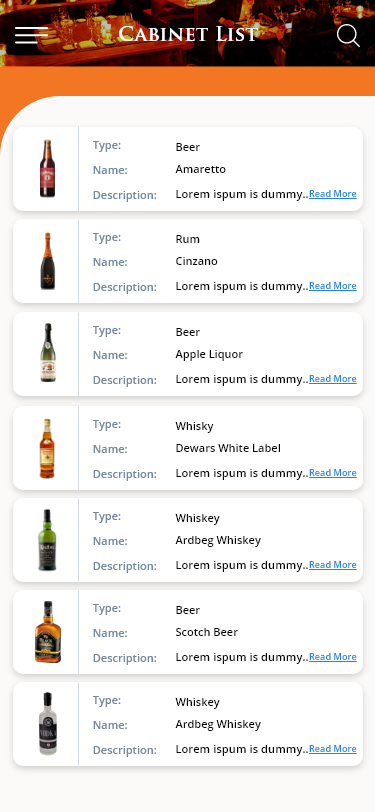 Cabinet List
Type: Beer
Name: Amaretto
Description: Lorem ispum is dummy..Read More
Type: Rum
Name: Cinzano
Description: Lorem ispum is dummy..Read More
Type: Beer
Name: Apple Liquor
Description: Lorem ispum is dummy..Read More
Type: Whisky
Name: Dewars White Label
Description: Lorem ispum is dummy..Read More
Type: Whiskey
Name: Ardbeg Whiskey
Description: Lorem ispum is dummy..Read More
Type: Beer
Name: Scotch Beer
Description: Lorem ispum is dummy..Read More
Type: Whiskey
Name: Ardbeg Whiskey
Description: Lorem ispum is dummy..Read More